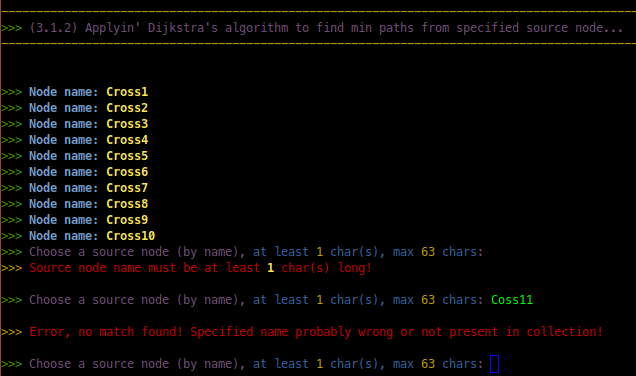 >>> (3.1.2) Applyin' Dijkstra's algorithm to find min paths from specified source node...
>>> Node name: Cross1
>>> Node name: Cross2
>>> Node name: Cross3
>>> Node name: Cross4
>>> Node name: Cross5
>>> Node name: Cross6
>>> Node name: Cross7
>>> Node name: Cross8
>>> Node name: Cross9
>>> Node name: Cross10
>>> Choose a source node (by name), at least 1 char(s), max 63 chars:
>>> Source node name must be at least 1 char(s) long!
>>> Choose a source node (by name), at least 1 char(s), max 63 chars: Coss11
>>> Error, no match found! Specified name probably wrong or not present in collection!
>>> Choose a source node (by name), at least 1 char(s), max 63 chars: